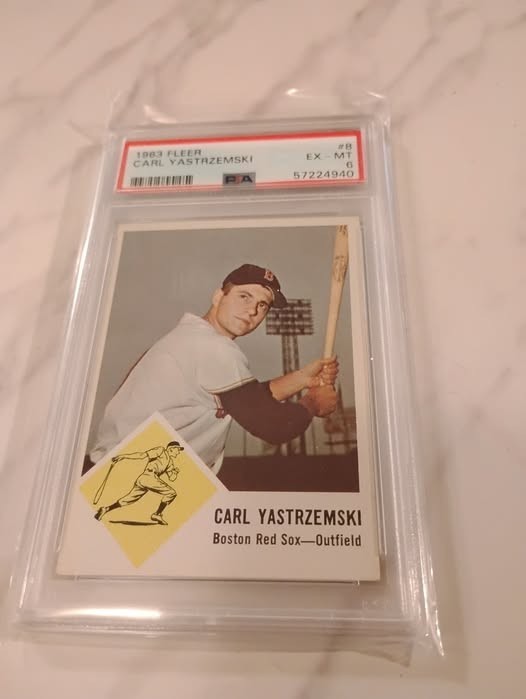 1963 FLEER
CARL YASTRZEMSKI
#8
EX - MT
6
PSA
57224940
B
CARL YASTRZEMSKI
Boston Red Sox—Outfield